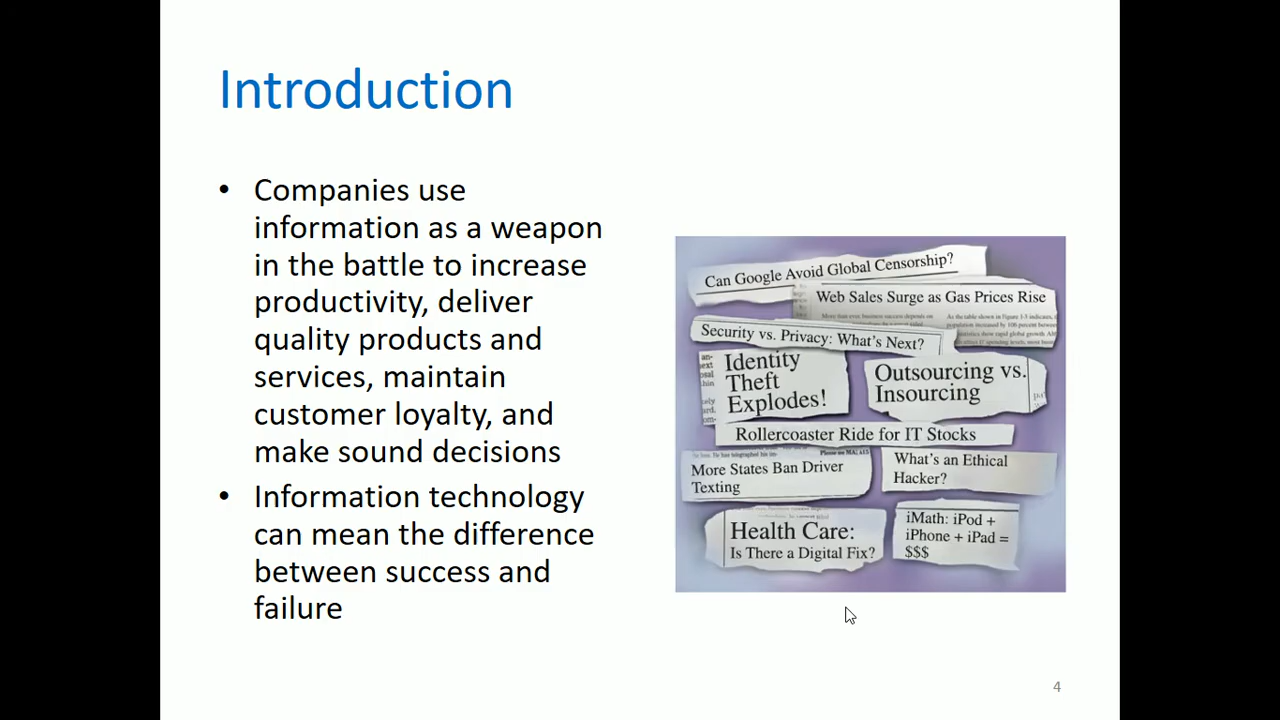 Introduction
• Companies use
information as a weapon
in the battle to increase
productivity, deliver
quality products and
services, maintain
customer loyalty, and
make sound decisions
• Information technology
can mean the difference
between success and
failure
Can Google Avoid Global Censorship?
Web Sales Surge as Gas Prices Rise
Security vs. Privacy: What's Next?
Identity
Theft
Explodes!
Outsourcing vs.
Insourcing
Rollercoaster Ride for IT Stocks
More States Ban Driver
Texting
What's an Ethical
Hacker?
Health Care:
Is There a Digital Fix?
iMath: iPod +
iPhone + iPad =
$$$
4